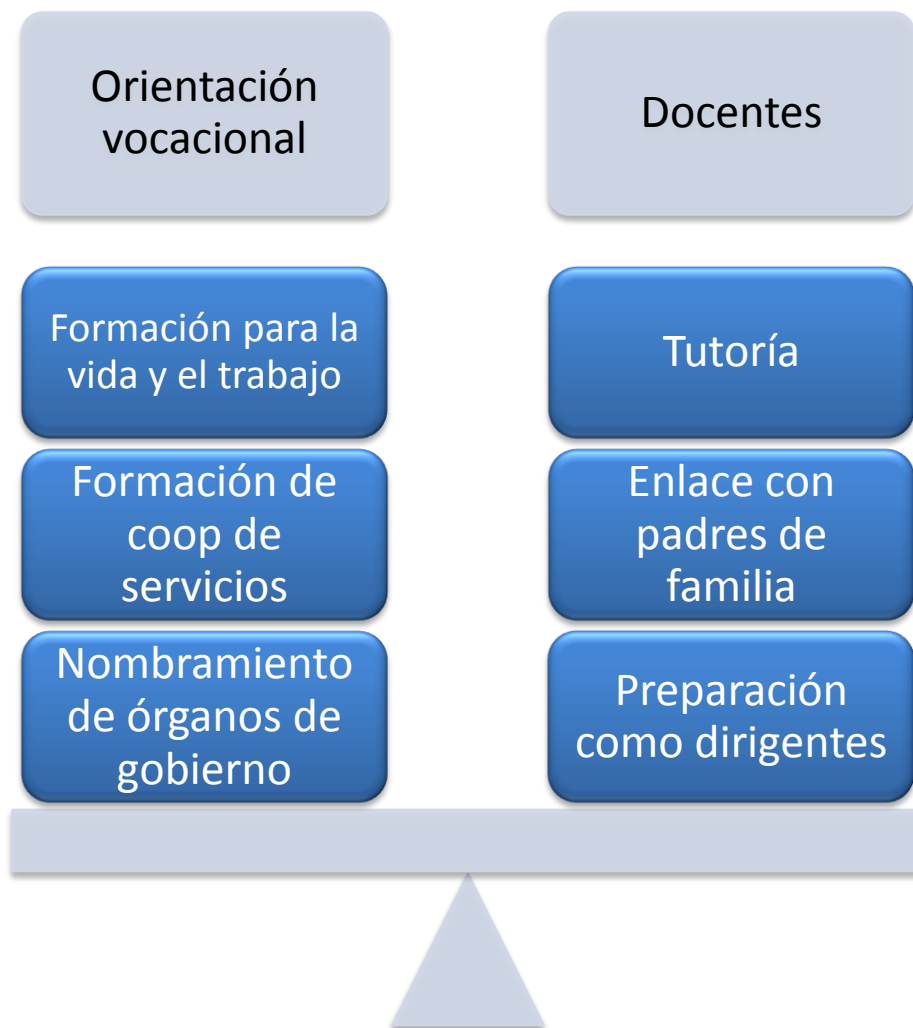 Orientación
vocacional
Docentes
Formación para la
vida y el trabajo
Tutoría
Formación de
coop de
servicios
Enlace con
padres de
familia
Nombramiento
de órganos de
gobierno
Preparación
como dirigentes